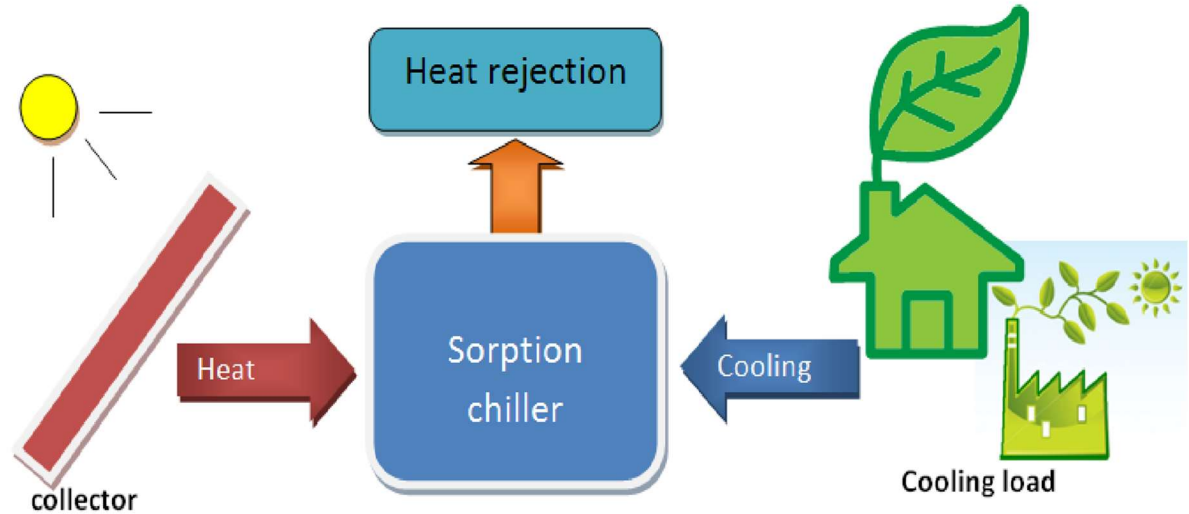 Heat rejection
Heat
Sorption
chiller
Cooling
collector
Cooling load